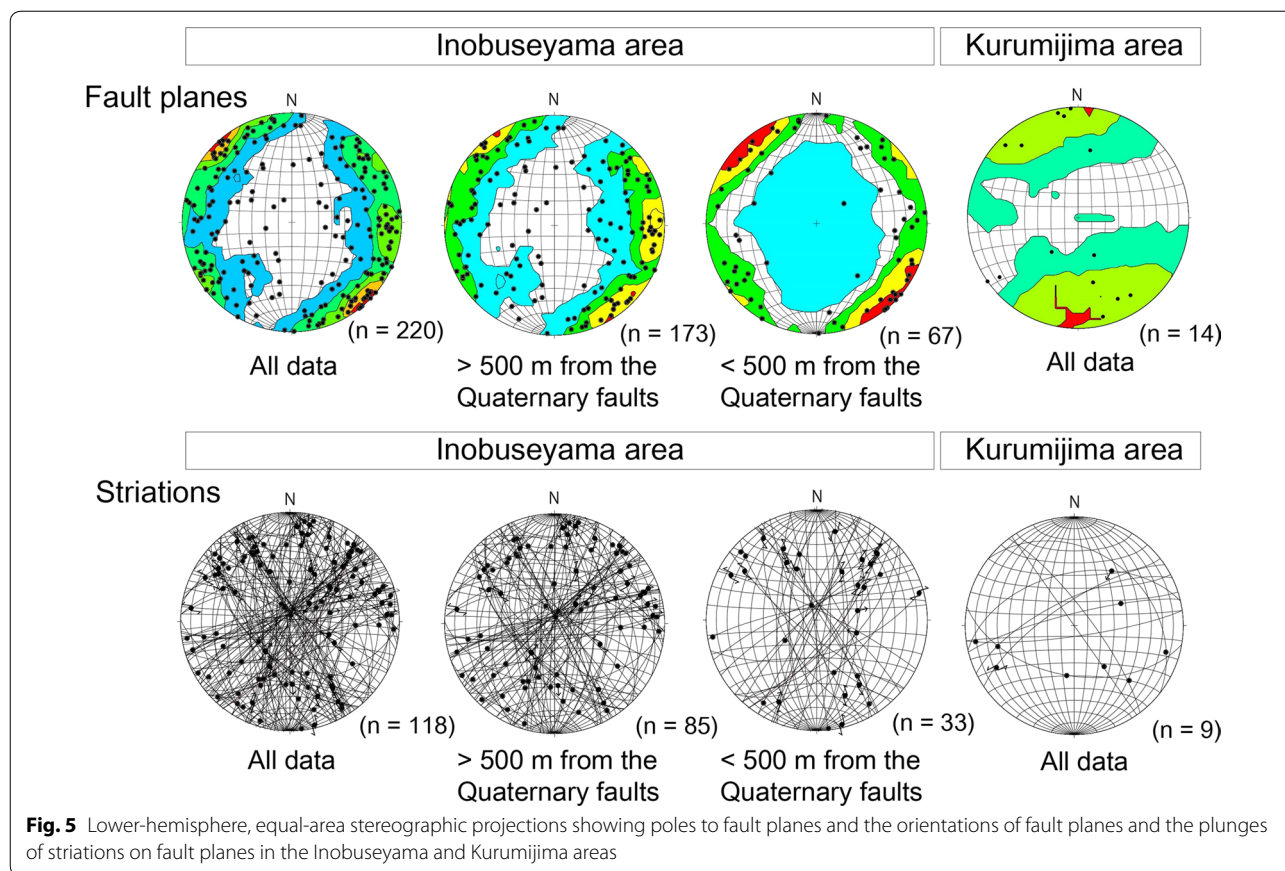 Inobuseyama area
Kurumijima area
Fault planes
N
N
N
N
(n = 220)
(n = 173)
(n = 67)
(n = 14)
All data
> 500 m from the
Quaternary faults
< 500 m from the
Quaternary faults
All data
Inobuseyama area
Kurumijima area
Striations
N
N
N
N
(n = 118)
(n = 85)
(n = 33)
(n = 9)
All data
> 500 m from the
Quaternary faults
< 500 m from the
Quaternary faults
All data
Fig. 5 Lower-hemisphere, equal-area stereographic projections showing poles to fault planes and the orientations of fault planes and the plunges
of striations on fault planes in the Inobuseyama and Kurumijima areas